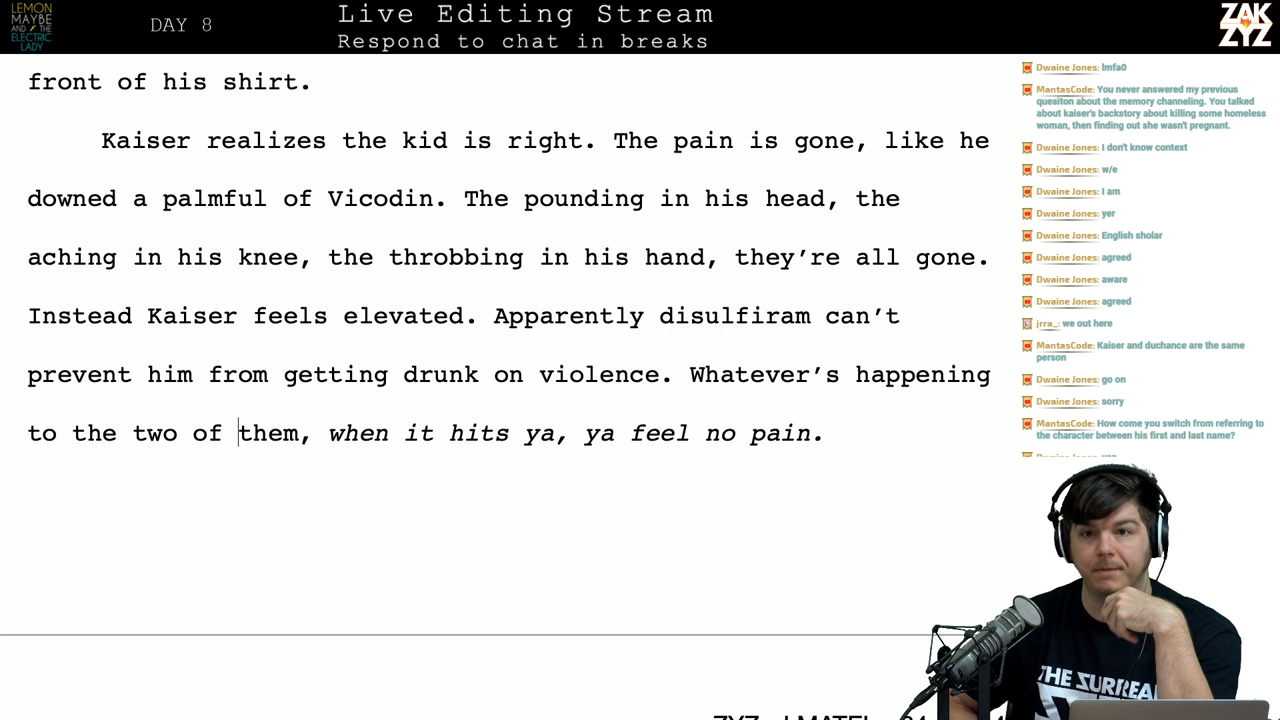 LEMON
MAYBE
AND THE
ELECTRIC
LADY
DAY 8
Live Editing Stream
Respond to chat in breaks
ZAK
ZYZ
front of his shirt.
Kaiser realizes the kid is right. The pain is gone, like he
downed a palmful of Vicodin. The pounding in his head, the
aching in his knee, the throbbing in his hand, they’re all gone.
Instead Kaiser feels elevated. Apparently disulfiram can’t
prevent him from getting drunk on violence. Whatever’s happening
to the two of them, when it hits ya, ya feel no pain.
Dwaine Jones: lmfa0
MantasCode: You never answered my previous
quesiton about the memory channeling. You talked
about kaiser's backstory about killing some homeless
woman, then finding out she wasn't pregnant.
Dwaine Jones: I don't know context
Dwaine Jones: w/e
Dwaine Jones: I am
Dwaine Jones: yer
Dwaine Jones: English sholar
Dwaine Jones: agreed
Dwaine Jones: aware
Dwaine Jones: agreed
jrra_: we out here
MantasCode: Kaiser and duchance are the same
person
Dwaine Jones: go on
Dwaine Jones: sorry
MantasCode: How come you switch from referring to
the character between his first and last name?
Dwaine Jones:
THE SURREA